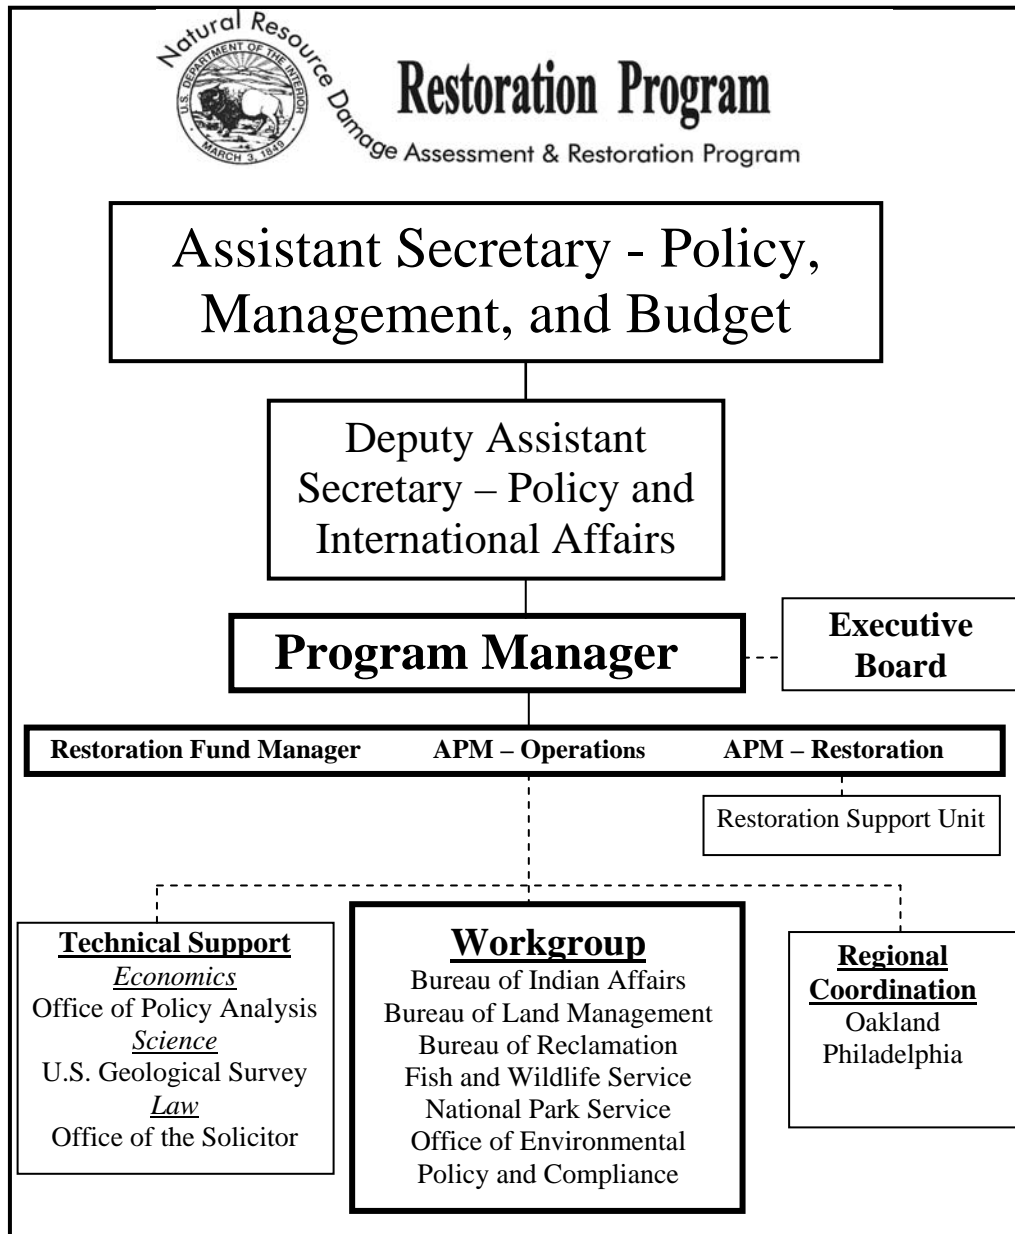 Natural Resource Damage Assessment & Restoration Program
U.S. DEPARTMENT OF THE INTERIOR
MARCH 3, 1849
Restoration Program
Assistant Secretary - Policy,
Management, and Budget
Deputy Assistant
Secretary – Policy and
International Affairs
Program Manager
Executive
Board
Restoration Fund Manager APM – Operations APM – Restoration
Restoration Support Unit
Technical Support
Economics
Office of Policy Analysis
Science
U.S. Geological Survey
Law
Office of the Solicitor
Workgroup
Bureau of Indian Affairs
Bureau of Land Management
Bureau of Reclamation
Fish and Wildlife Service
National Park Service
Office of Environmental
Policy and Compliance
Regional
Coordination
Oakland
Philadelphia